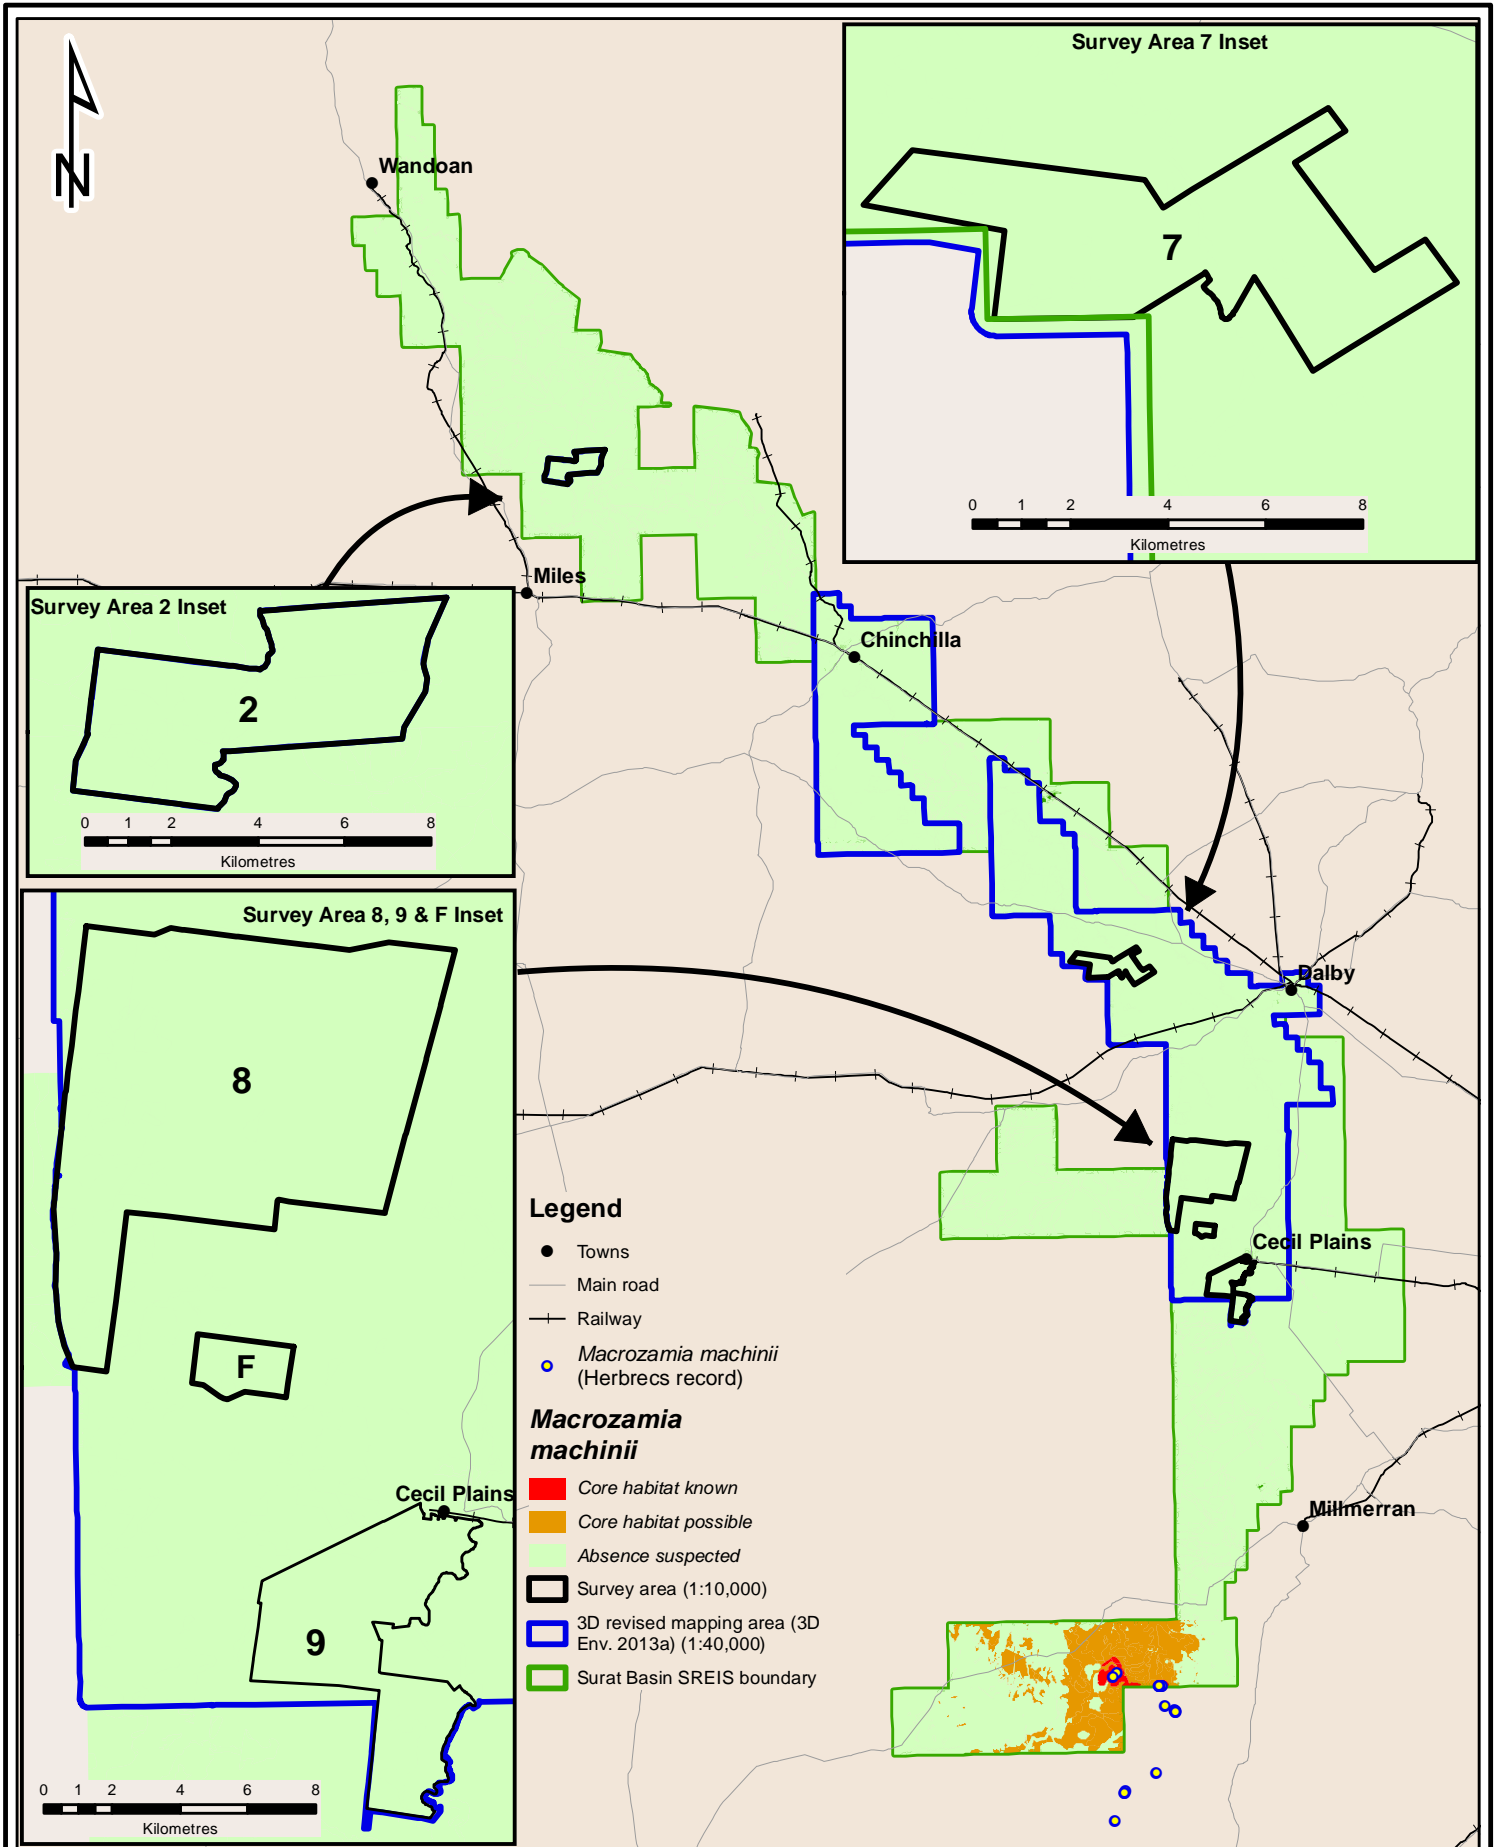 Survey Area 7 Inset
N
Wandoan
7
0 1 2 4 6 8
Kilometres
Miles
Survey Area 2 Inset
2
0 1 2 4 6 8
Kilometres
Chinchilla
Survey Area 8, 9 & F Inset
8
F
Cecil Plains
9
0 1 2 4 6 8
Kilometres
Dalby
Cecil Plains
Millmerran
Legend
Towns
Main road
Railway
Macrozamia machinii
(Herbrecs record)
Macrozamia
machinii
Core habitat known
Core habitat possible
Absence suspected
Survey area (1:10,000)
3D revised mapping area (3D
Env. 2013a) (1:40,000)
Surat Basin SREIS boundary